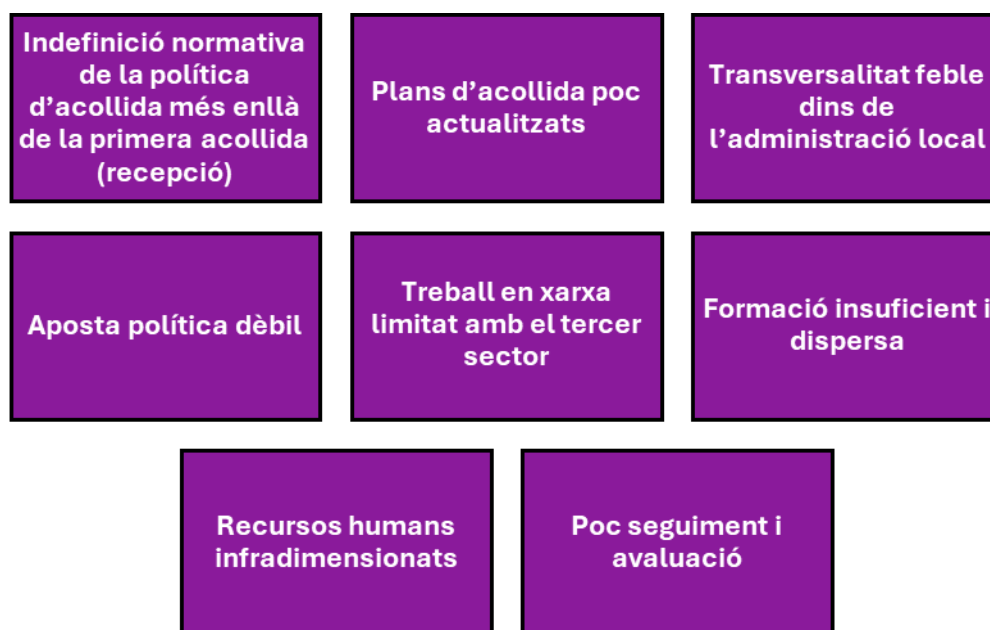 Indefinició normativa
de la política
d’acollida més enllà
de la primera acollida
(recepció)
Plans d’acollida poc
actualitzats
Transversalitat feble
dins de
l’administració local
Aposta política dèbil
Treball en xarxa
limitat amb el tercer
sector
Formació insuficient i
dispersa
Recursos humans
infradimensionats
Poc seguiment i
avaluació